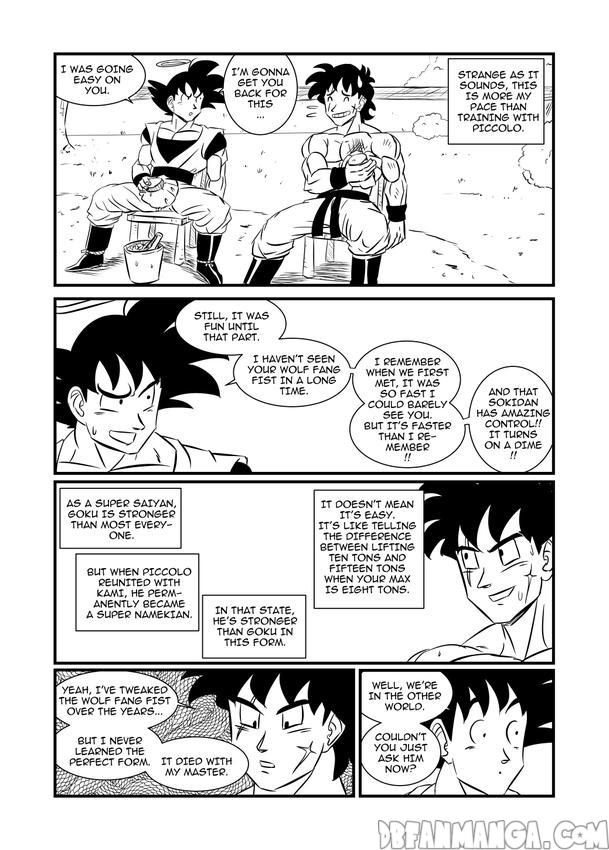 I WAS GOING
EASY ON
YOU.
I'M GONNA
GET YOU
BACK FOR
THIS
...
STRANGE AS IT
SOUNDS, THIS
IS MORE MY
PACE THAN
TRAINING WITH
PICCOLO.
STILL, IT WAS
FUN UNTIL
THAT PART.
I HAVEN'T SEEN
YOUR WOLF FANG
FIST IN A LONG
TIME.
I REMEMBER
WHEN WE FIRST
MET, IT WAS
SO FAST I
COULD BARELY
SEE YOU.
BUT IT'S FASTER
THAN I RE-
MEMBER
!!
AND THAT
SOKIDAN
HAS AMAZING
CONTROL!!
IT TURNS
ON A DIME
!!
AS A SUPER SAIYAN,
GOKU IS STRONGER
THAN MOST EVERY-
ONE.
BUT WHEN PICCOLO
REUNITED WITH
KAMI, HE PERM-
ANENTLY BECAME
A SUPER NAMEKIAN.
IN THAT STATE,
HE'S STRONGER
THAN GOKU IN
THIS FORM.
IT DOESN'T MEAN
IT'S EASY.
IT'S LIKE TELLING
THE DIFFERENCE
BETWEEN LIFTING
TEN TONS AND
FIFTEEN TONS
WHEN YOUR MAX
IS EIGHT TONS.
YEAH, I'VE TWEAKED
THE WOLF FANG FIST
OVER THE YEARS...
BUT I NEVER
LEARNED THE
PERFECT FORM.
IT DIED WITH
MY MASTER.
WELL, WE'RE
IN THE OTHER
WORLD.
COULDN'T
YOU JUST
ASK HIM
NOW?
DBFANMANGA.COM